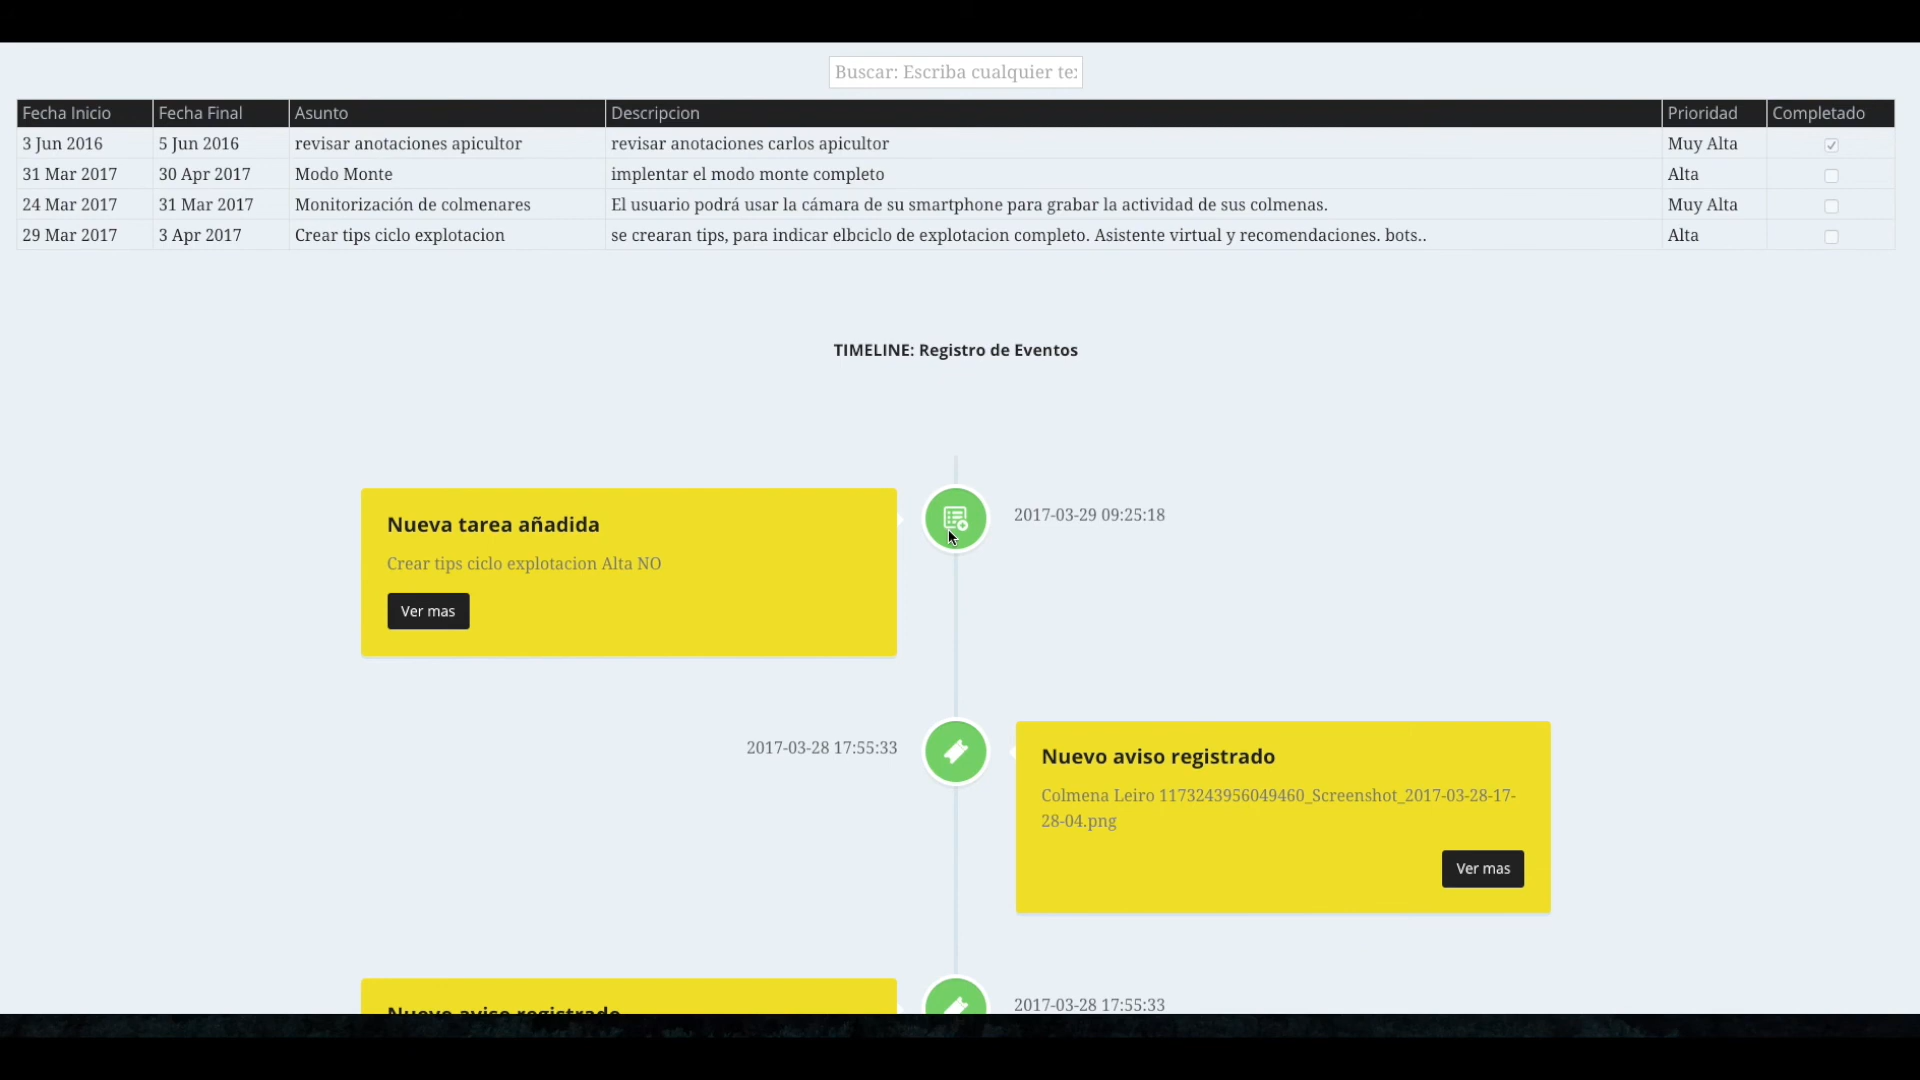 Buscar: Escriba cualquier te
Fecha Inicio Fecha Final Asunto Descripcion Prioridad Completado
3 Jun 2016 5 Jun 2016 revisar anotaciones apicultor revisar anotaciones carlos apicultor Muy Alta
31 Mar 2017 30 Apr 2017 Modo Monte implentar el modo monte completo Alta
24 Mar 2017 31 Mar 2017 Monitorización de colmenares El usuario podrá usar la cámara de su smartphone para grabar la actividad de sus colmenas. Muy Alta
29 Mar 2017 3 Apr 2017 Crear tips ciclo explotacion se crearan tips, para indicar elbciclo de explotacion completo. Asistente virtual y recomendaciones. bots.. Alta
TIMELINE: Registro de Eventos
Nueva tarea añadida
2017-03-29 09:25:18
Crear tips ciclo explotacion Alta NO
Ver mas
2017-03-28 17:55:33
Nuevo aviso registrado
Colmena Leiro 1173243956049460_Screenshot_2017-03-28-17-
28-04.png
Ver mas
Nuevo aviso registrado
2017-03-28 17:55:33